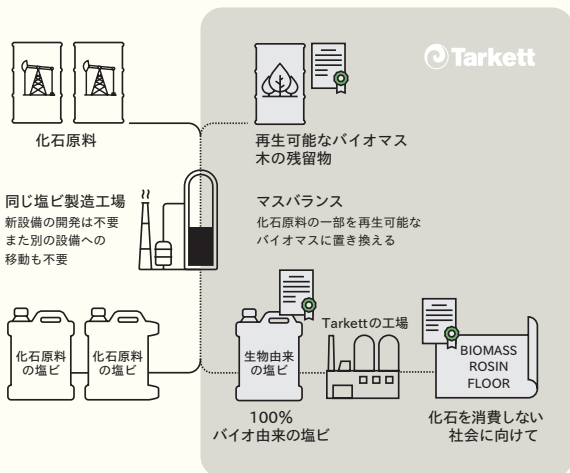 Tarkett
化石原料
再生可能なバイオマス
木の残留物
同じ塩ビ製造工場
新設備の開発は不要
また別の設備への
移動も不要
マスバランス
化石原料の一部を再生可能な
バイオマスに置き換える
化石原料
の塩ビ
化石原料
の塩ビ
生物由来
の塩ビ
Tarkettの工場
BIOMASS
ROSIN
FLOOR
100%
バイオ由来の塩ビ
化石を消費しない
社会に向けて